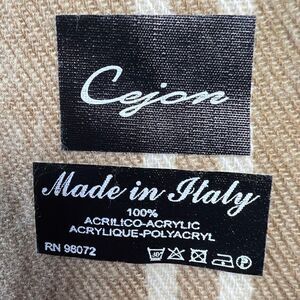 Cejon
Made in Italy
100%
ACRILICO-ACRYLIC
ACRYLIQUE-POLYACRYL
RN 98072